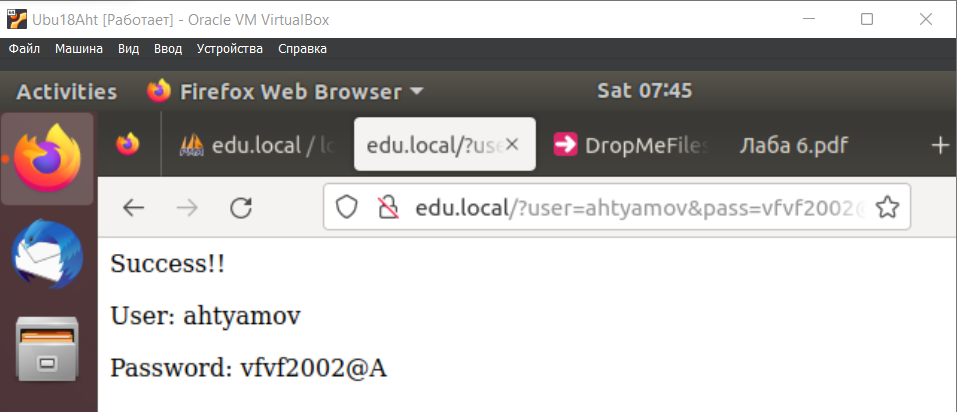 Ubu18Aht [Работает] - Oracle VM VirtualBox
Файл Машина Вид Ввод Устройства Справка
Activities Firefox Web Browser Sat 07:45
edu.local / lo edu.local/?use DropMeFiles Лаба 6.pdf
edu.local/?user=ahtyamov&pass=vfvf2002@
Success!!
User: ahtyamov
Password: vfvf2002@A